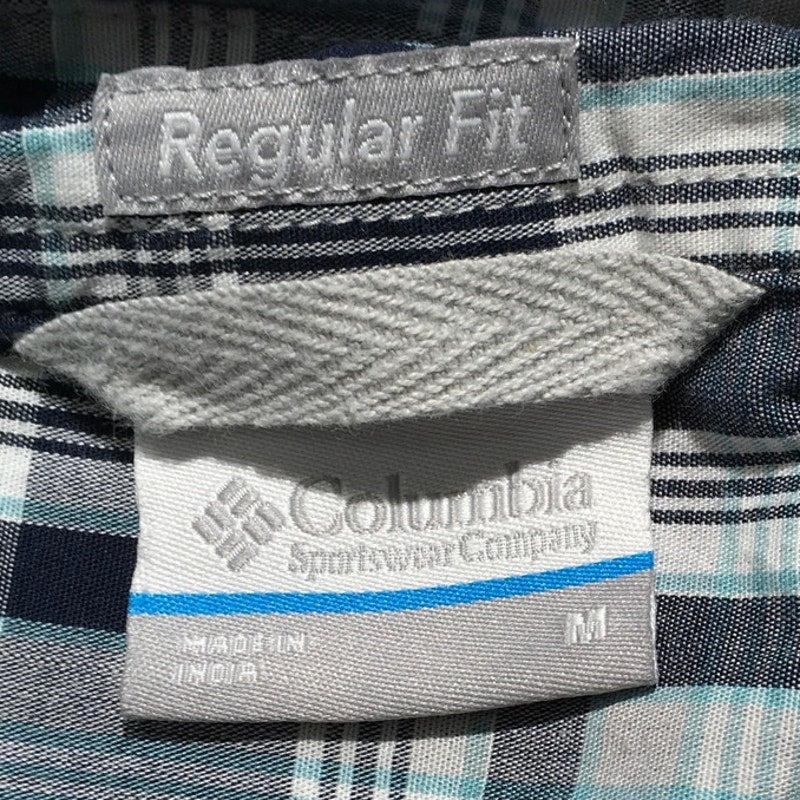 Regular Fit
Columbia
Sportswear Company
M
MADE IN
INDIA